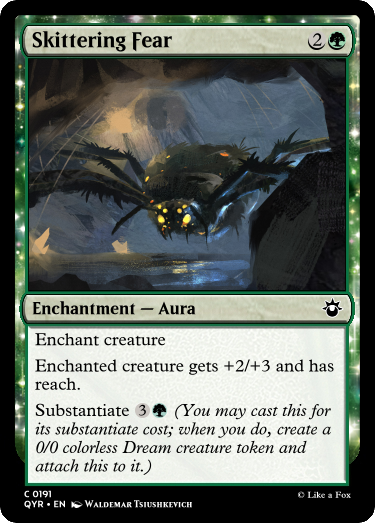 Skittering Fear 2
Enchantment — Aura
Enchant creature
Enchanted creature gets +2/+3 and has
reach.
Substantiate 3 (You may cast this for
its substantiate cost; when you do, create a
0/0 colorless Dream creature token and
attach this to it.)
C 0191
QYR • EN Waldemar Tsiushkevich
© Like a Fox